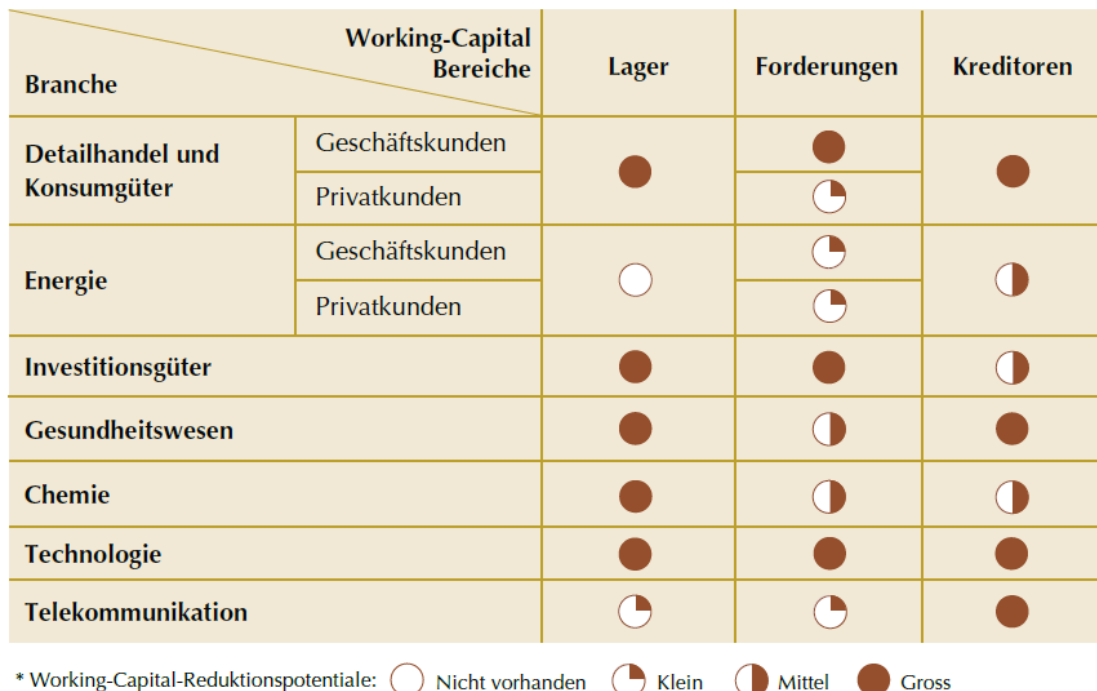 Working-Capital
Bereiche
Branche
Lager
Forderungen
Kreditoren
Detailhandel und
Konsumgüter
Geschäftskunden
Privatkunden
Energie
Geschäftskunden
Privatkunden
Investitionsgüter
Gesundheitswesen
Chemie
Technologie
Telekommunikation
* Working-Capital-Reduktionspotentiale: Nicht vorhanden Klein Mittel Gross